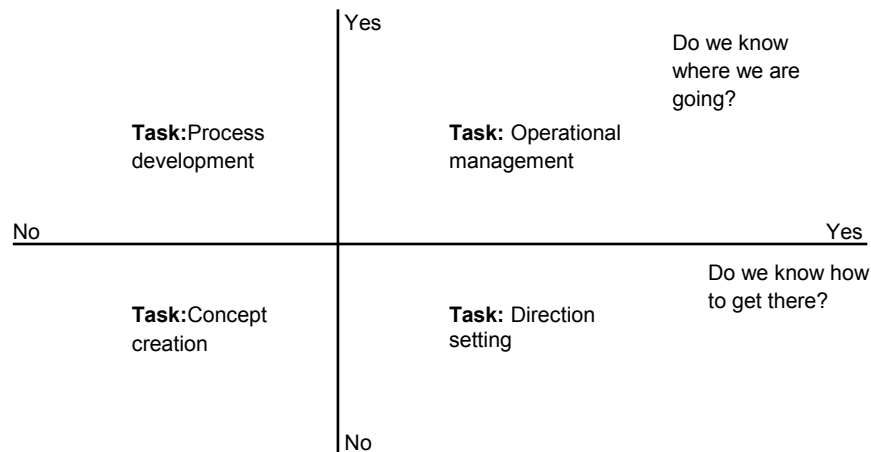 Yes
Do we know
where we are
going?
Task:Process
development
Task: Operational
management
No
Yes
Do we know how
to get there?
Task:Concept
creation
Task: Direction
setting
No